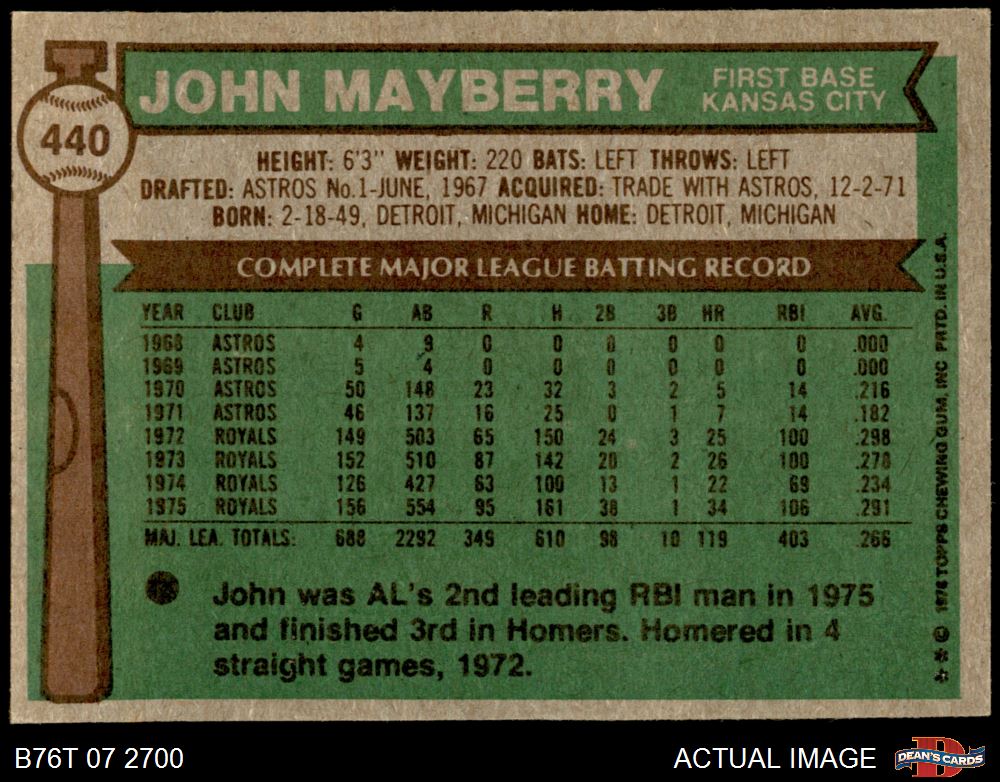 JOHN MAYBERRY
FIRST BASE
KANSAS CITY
440
HEIGHT: 6'3" WEIGHT: 220 BATS: LEFT THROWS: LEFT
DRAFTED: ASTROS No.1-JUNE, 1967 ACQUIRED: TRADE WITH ASTROS, 12-2-71
BORN: 2-18-49, DETROIT, MICHIGAN HOME: DETROIT, MICHIGAN
COMPLETE MAJOR LEAGUE BATTING RECORD
YEAR CLUB G AB R H 2B 3B HR RBI AVG.
1968 ASTROS 4 9 0 0 0 0 0 0 .000
1969 ASTROS 5 4 0 0 0 0 0 0 .000
1970 ASTROS 50 148 23 32 3 2 5 14 .216
1971 ASTROS 46 137 16 25 0 1 7 14 .182
1972 ROYALS 149 503 65 150 24 3 25 100 .298
1973 ROYALS 152 510 87 142 20 2 26 100 .278
1974 ROYALS 126 427 63 100 13 1 22 69 .234
1975 ROYALS 156 554 95 161 38 1 34 106 .291
MAJ. LEA. TOTALS: 688 2292 349 610 98 10 119 403 .266
John was AL's 2nd leading RBI man in 1975
and finished 3rd in Homers. Homered in 4
straight games, 1972.
** © 1976 TOPPS CHEWING GUM, INC PRTD. IN U.S.A.
B76T 07 2700
ACTUAL IMAGE
D
DEAN'S CARDS